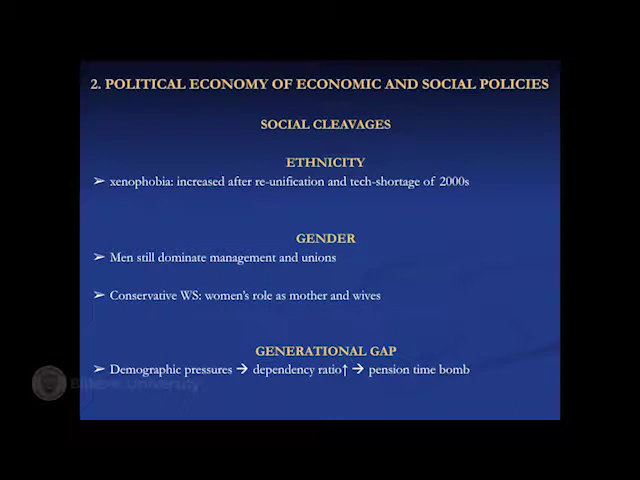 2. POLITICAL ECONOMY OF ECONOMIC AND SOCIAL POLICIES
SOCIAL CLEAVAGES
ETHNICITY
➢ xenophobia: increased after re-unification and tech-shortage of 2000s
GENDER
➢ Men still dominate management and unions
➢ Conservative WS: women's role as mother and wives
GENERATIONAL GAP
➢ Demographic pressures → dependency ratio↑ → pension time bomb
Bilkent University